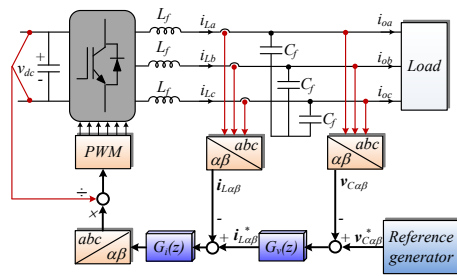 L_f i_La i_oa
v_dc + -
C_f
L_f i_Lb i_ob
Load
C_f
L_f i_Lc i_oc
C_f
PWM
abc
αβ
abc
αβ
÷
×
i_Lαβ
v_Cαβ
-
-
abc
αβ
G_i(z)
+ i*_Lαβ
G_v(z)
+ v*_Cαβ
Reference
generator